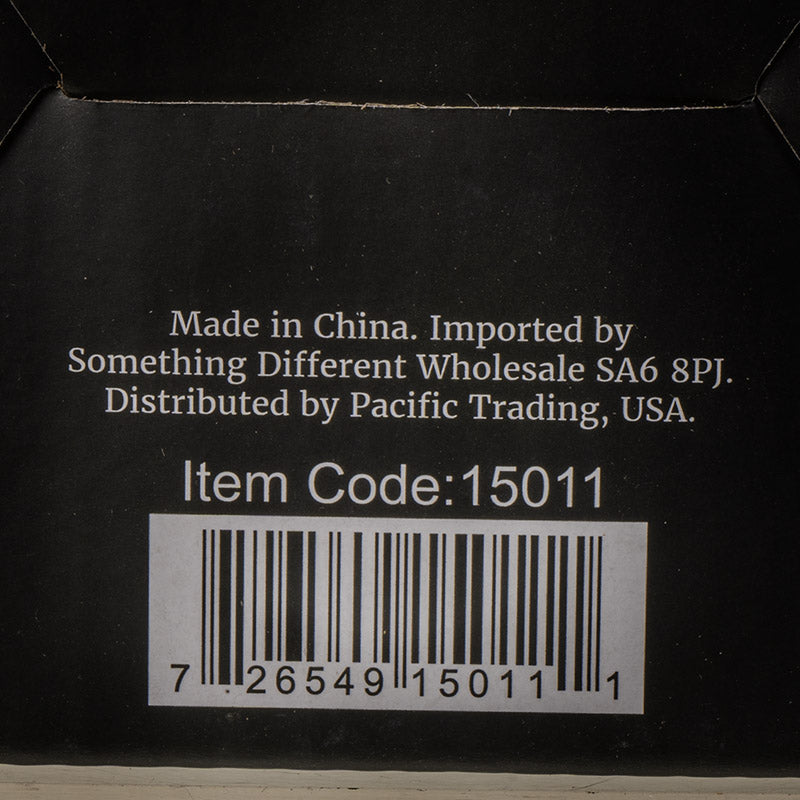 Made in China. Imported by
Something Different Wholesale SA6 8PJ.
Distributed by Pacific Trading, USA.
Item Code:15011
7 26549 15011 1